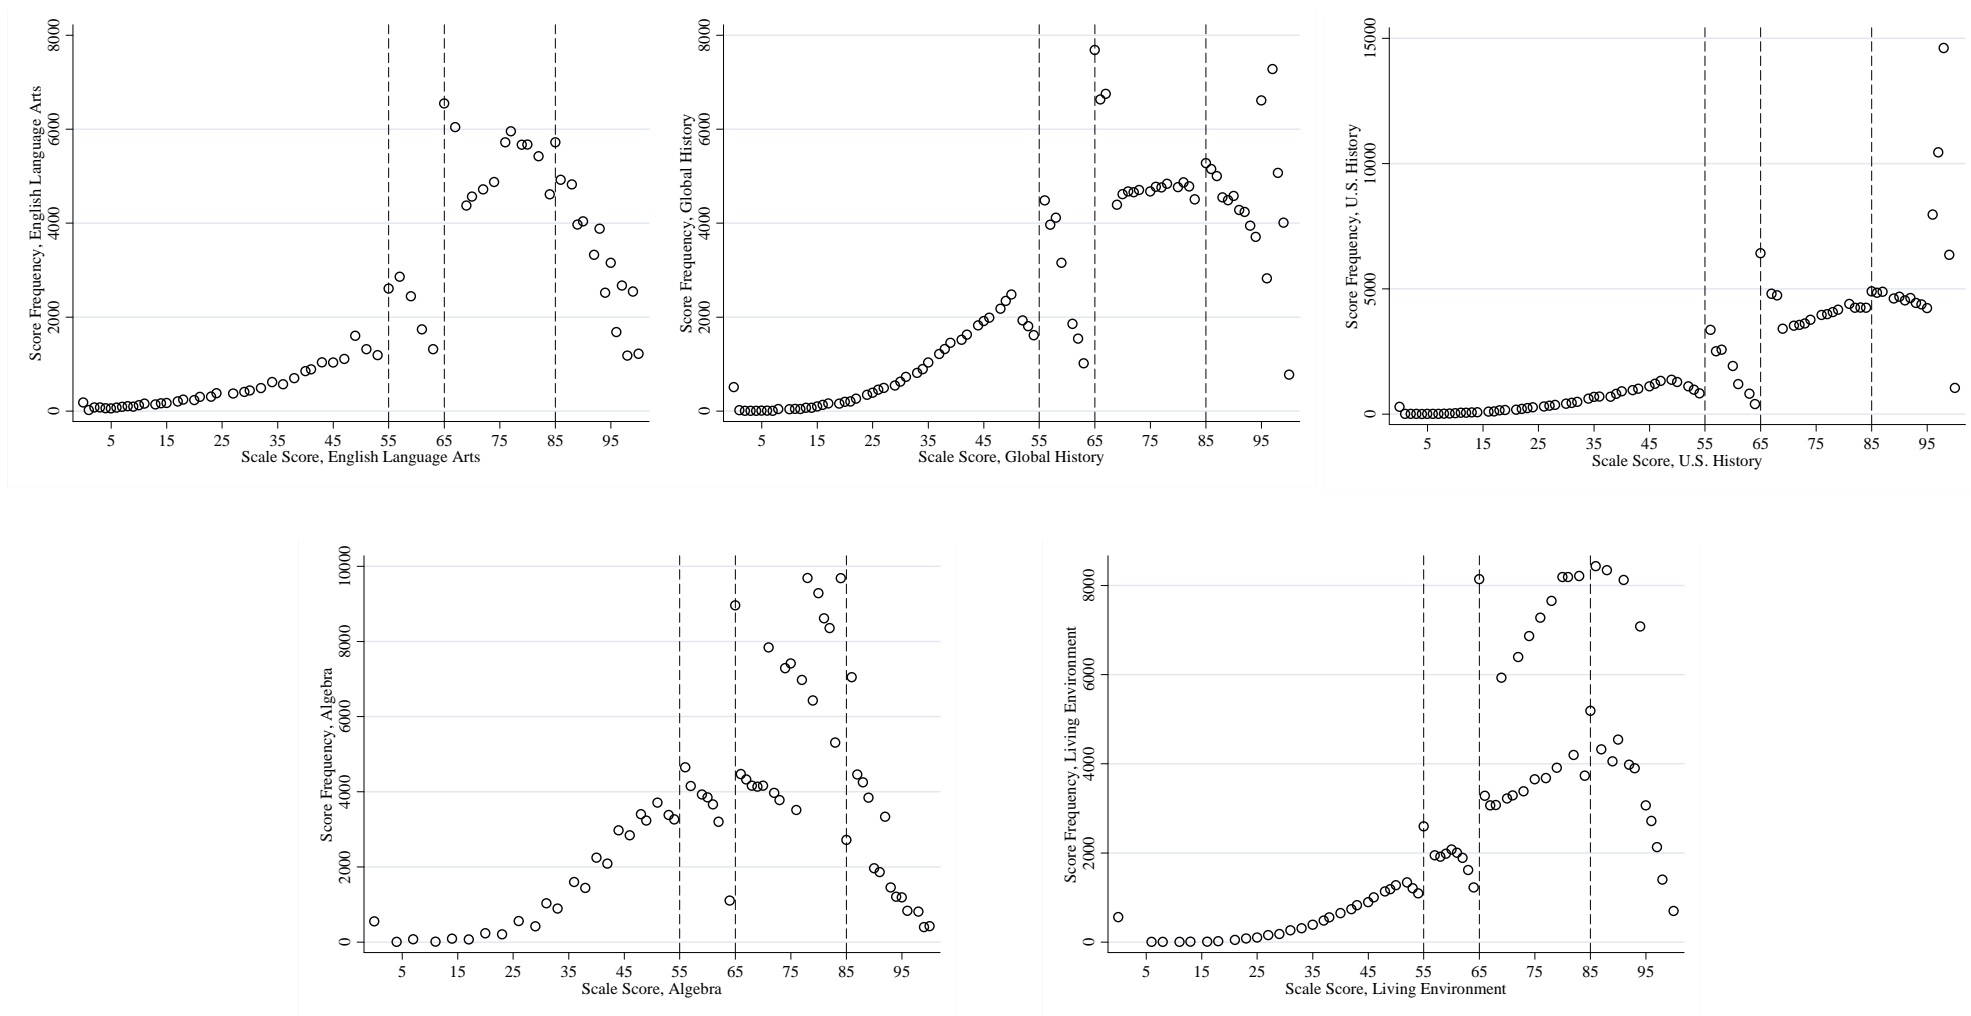 Score Frequency, English Language Arts
8000
6000
4000
2000
0
5 15 25 35 45 55 65 75 85 95
Scale Score, English Language Arts
Score Frequency, Global History
8000
6000
4000
2000
0
5 15 25 35 45 55 65 75 85 95
Scale Score, Global History
Score Frequency, U.S. History
15000
10000
5000
0
5 15 25 35 45 55 65 75 85 95
Scale Score, U.S. History
Score Frequency, Algebra
10000
8000
6000
4000
2000
0
5 15 25 35 45 55 65 75 85 95
Scale Score, Algebra
Score Frequency, Living Environment
8000
6000
4000
2000
0
5 15 25 35 45 55 65 75 85 95
Scale Score, Living Environment